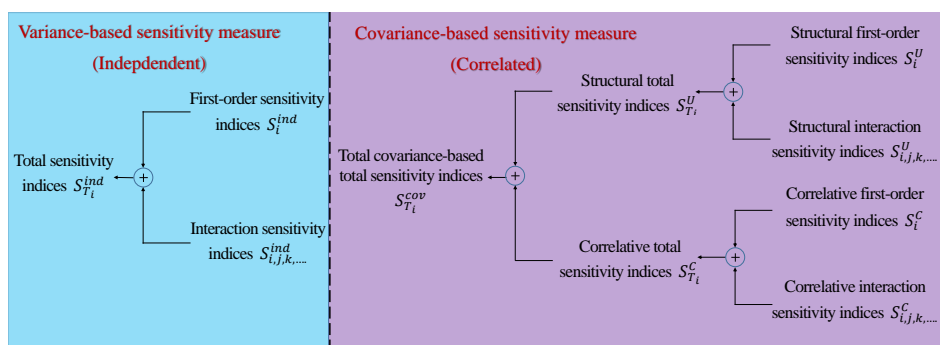 Variance-based sensitivity measure
(Indepdendent)
First-order sensitivity
indices S_i^{ind}
Total sensitivity
indices S_{T_i}^{ind}
+
Interaction sensitivity
indices S_{i,j,k,....}^{ind}
Covariance-based sensitivity measure
(Correlated)
Total covariance-based
total sensitivity indices
S_{T_i}^{cov}
+
Structural total
sensitivity indices S_{T_i}^{U}
+
Structural first-order
sensitivity indices S_i^{U}
Structural interaction
sensitivity indices S_{i,j,k,....}^{U}
Correlative total
sensitivity indices S_{T_i}^{C}
+
Correlative first-order
sensitivity indices S_i^{C}
Correlative interaction
sensitivity indices S_{i,j,k,....}^{C}